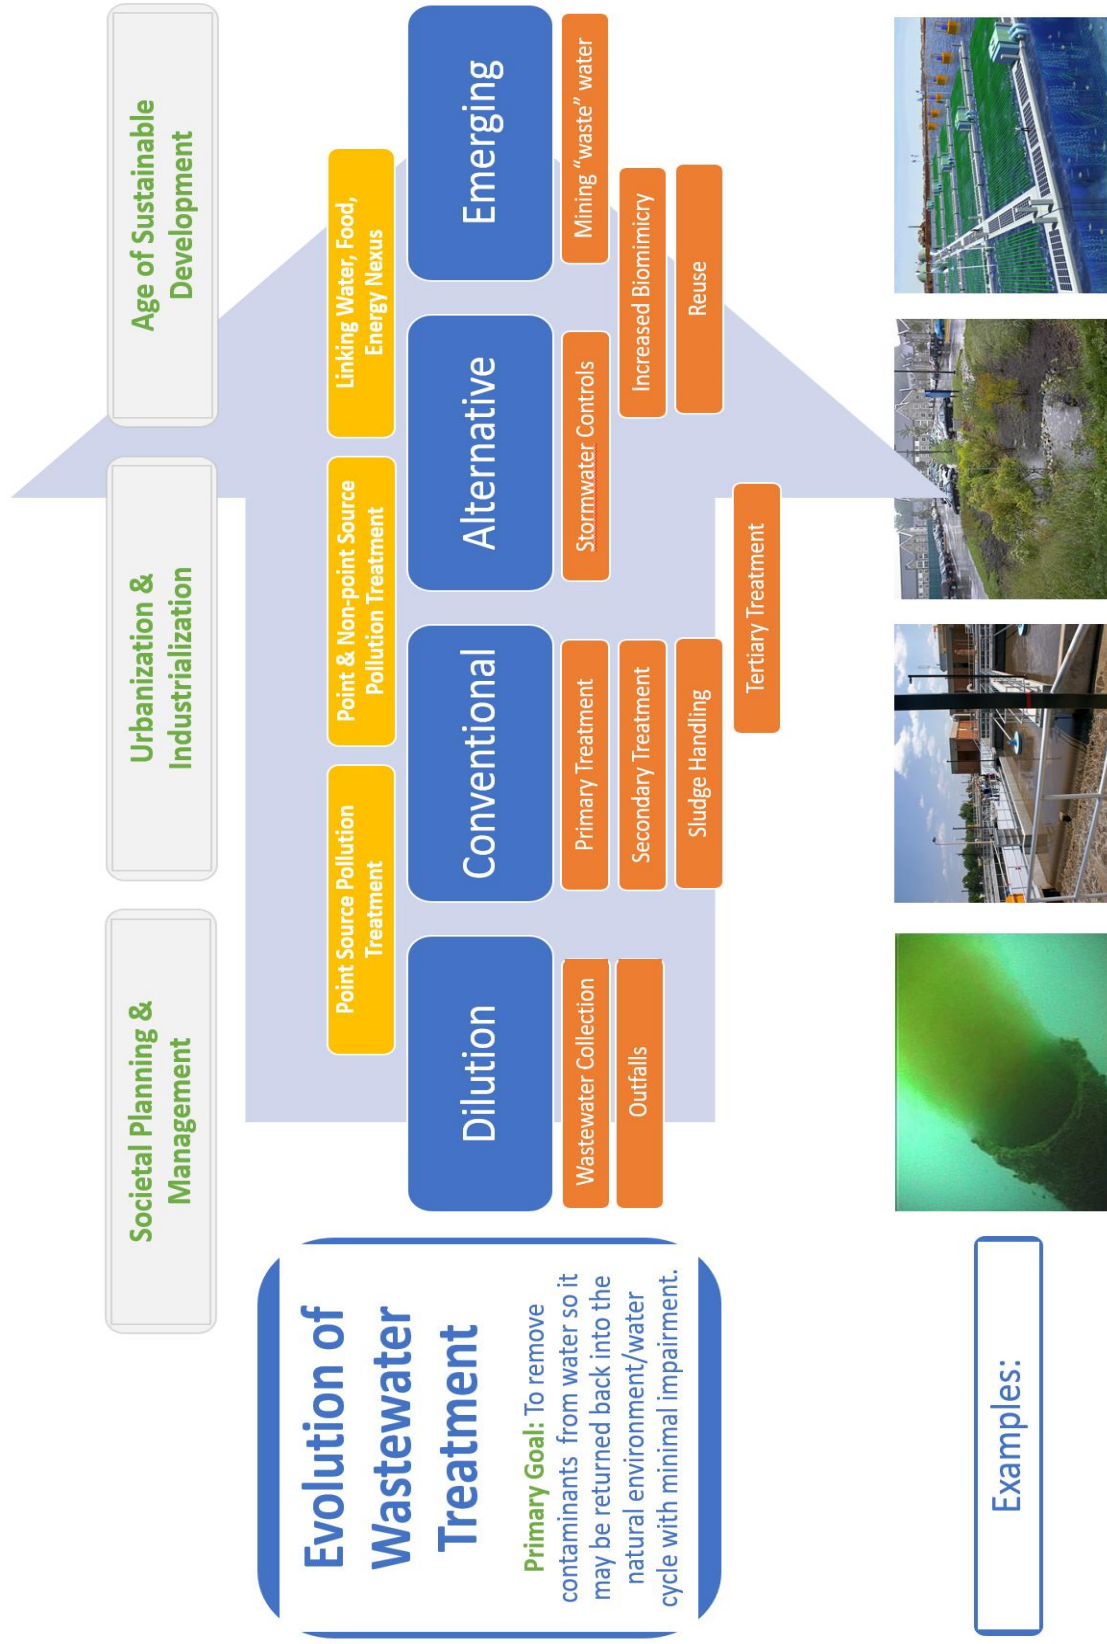 Societal Planning &
Management
Urbanization &
Industrialization
Age of Sustainable
Development
Evolution of
Wastewater
Treatment
Primary Goal: To remove
contaminants from water so it
may be returned back into the
natural environment/water
cycle with minimal impairment.
Point Source Pollution
Treatment
Point & Non-point Source
Pollution Treatment
Linking Water, Food,
Energy Nexus
Dilution
Conventional
Alternative
Emerging
Wastewater Collection
Outfalls
Primary Treatment
Secondary Treatment
Sludge Handling
Tertiary Treatment
Stormwater Controls
Increased Biomimicry
Reuse
Mining “waste” water
Examples: